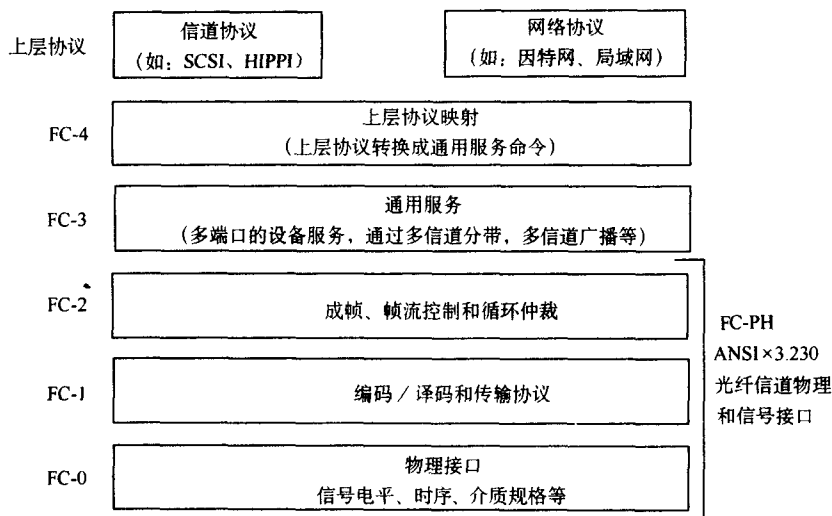 上层协议
信道协议
（如：SCSI、HIPPI）
网络协议
（如：因特网、局域网）
FC-4
上层协议映射
（上层协议转换成通用服务命令）
FC-3
通用服务
（多端口的设备服务，通过多信道分带，多信道广播等）
FC-2
成帧、帧流控制和循环仲裁
FC-1
编码／译码和传输协议
FC-0
物理接口
信号电平、时序、介质规格等
FC-PH
ANSI×3.230
光纤信道物理
和信号接口